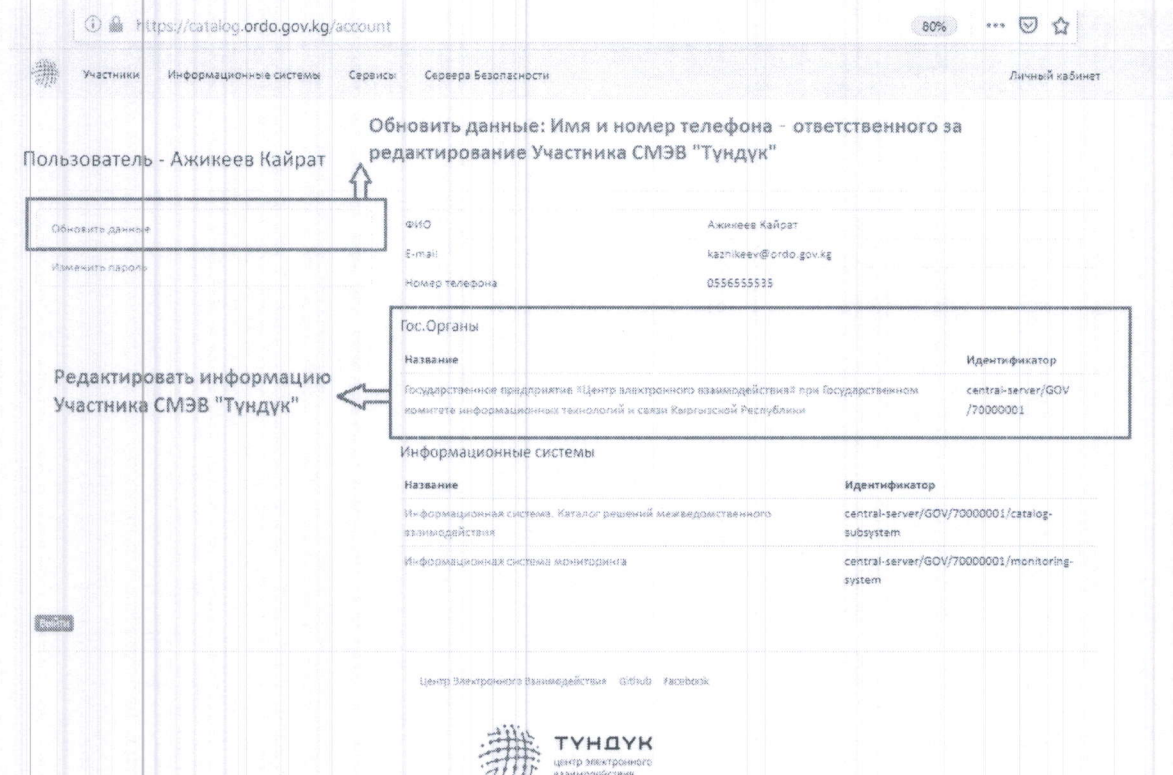 https://catalog.ordo.gov.kg/account
80%
Участники Информационные системы Сервисы Сервера Безопасности Личный кабинет
Обновить данные: Имя и номер телефона - ответственного за
редактирование Участника СМЭВ "Түндүк"
Пользователь - Ажикеев Кайрат
Обновить данные
Изменить пароль
ФИО Ажикеев Кайрат
E-mail kazhikeev@ordo.gov.kg
Номер телефона 0556555535
Гос.Органы
Название Идентификатор
Государственное предприятие "Центр электронного взаимодействия" при Государственном
комитете информационных технологий и связи Кыргызской Республики
central-server/GOV
/70000001
Редактировать информацию
Участника СМЭВ "Түндүк"
Информационные системы
Название Идентификатор
Информационная система. Каталог решений межведомственного
взаимодействия
central-server/GOV/70000001/catalog-
subsystem
Информационная система мониторинга
central-server/GOV/70000001/monitoring-
system
Центр Электронного Взаимодействия Github Facebook
ТҮНДҮК
центр электронного
взаимодействия